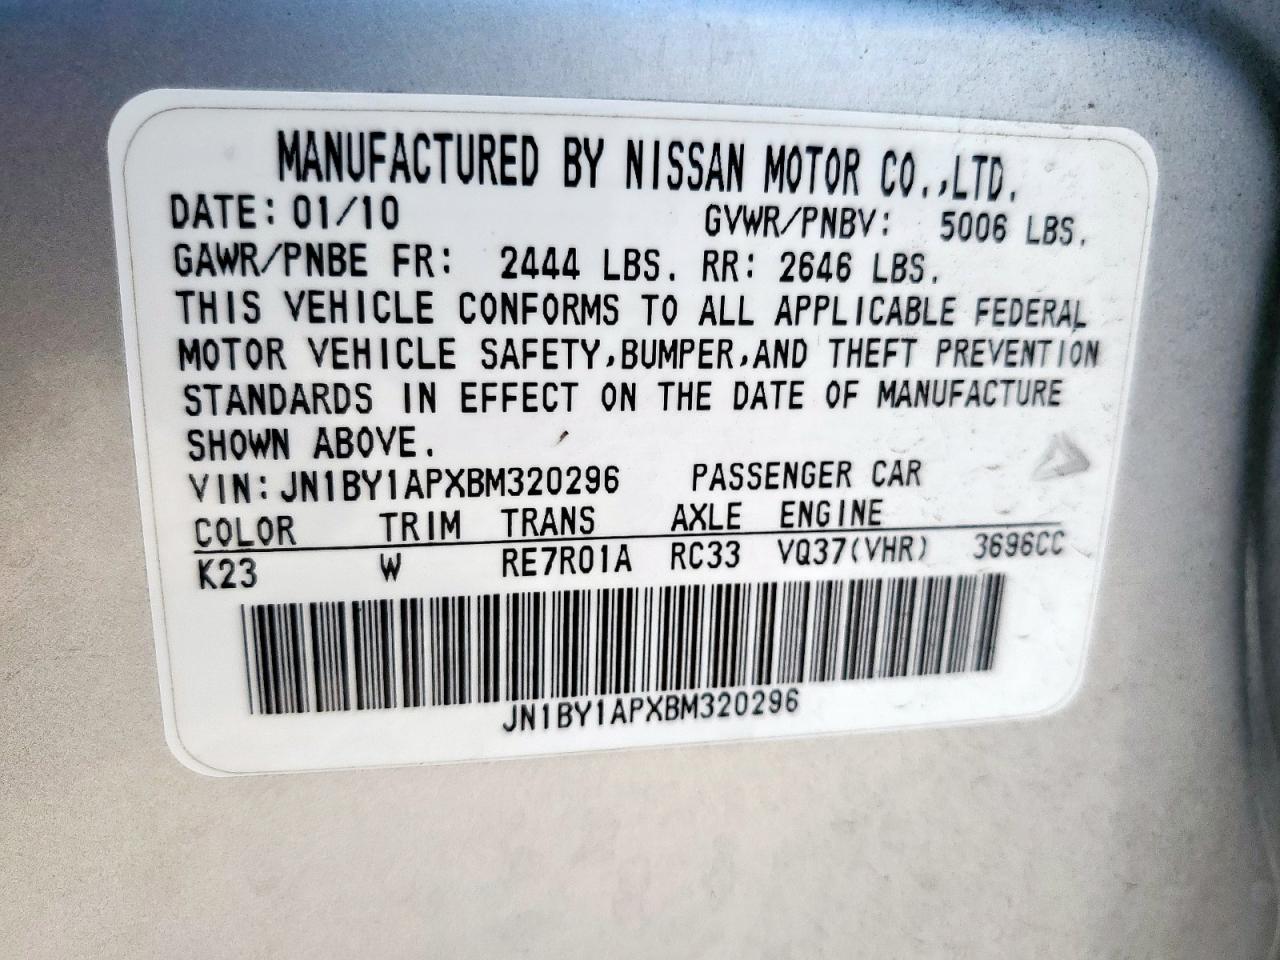 MANUFACTURED BY NISSAN MOTOR CO.,LTD.
DATE: 01/10 GVWR/PNBV: 5006 LBS.
GAWR/PNBE FR: 2444 LBS. RR: 2646 LBS.
THIS VEHICLE CONFORMS TO ALL APPLICABLE FEDERAL
MOTOR VEHICLE SAFETY,BUMPER,AND THEFT PREVENTION
STANDARDS IN EFFECT ON THE DATE OF MANUFACTURE
SHOWN ABOVE.
VIN: JN1BY1APXBM320296 PASSENGER CAR
COLOR TRIM TRANS AXLE ENGINE
K23 W RE7R01A RC33 VQ37(VHR) 3696CC
JN1BY1APXBM320296